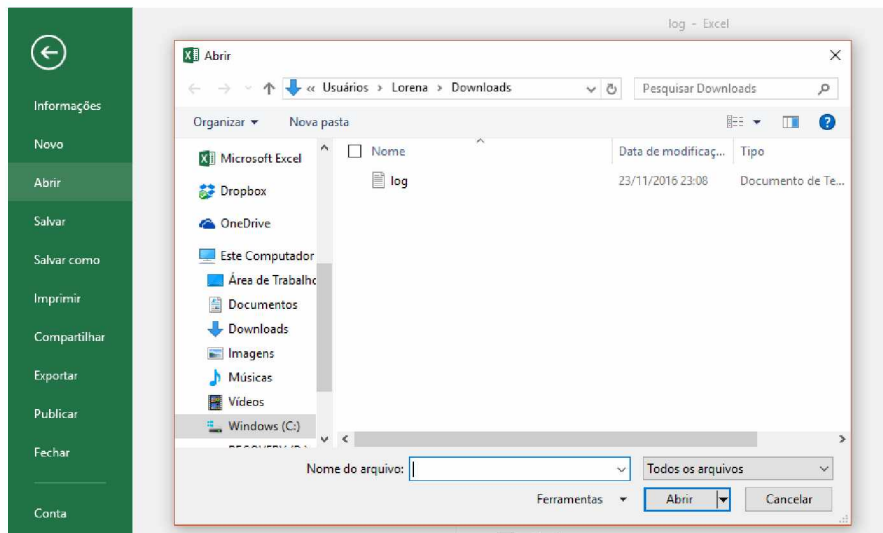 log - Excel
Abrir
« Usuários > Lorena > Downloads
Pesquisar Downloads
Organizar
Nova pasta
Informações
Novo
Abrir
Salvar
Salvar como
Imprimir
Compartilhar
Exportar
Publicar
Fechar
Conta
Microsoft Excel
Dropbox
OneDrive
Este Computador
Área de Trabalho
Documentos
Downloads
Imagens
Músicas
Vídeos
Windows (C:)
Nome
Data de modificaç...
Tipo
log
23/11/2016 23:08
Documento de Te...
Nome do arquivo:
Todos os arquivos
Ferramentas
Abrir
Cancelar